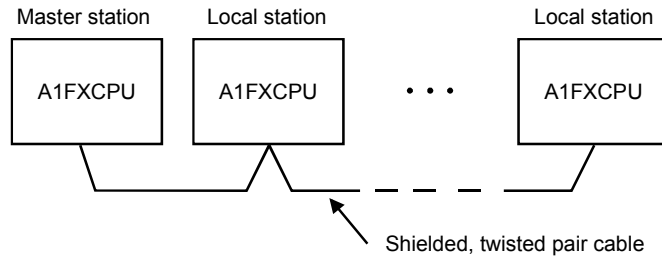 Master station
Local station
Local station
A1FXCPU
A1FXCPU
• • •
A1FXCPU
Shielded, twisted pair cable